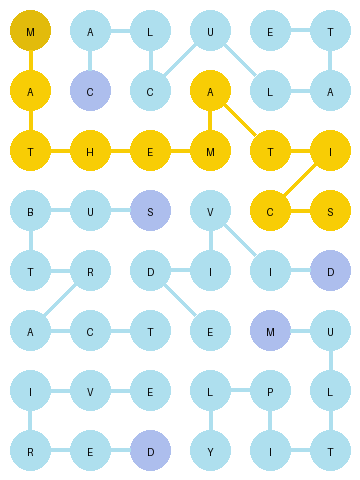 M A L U E T
A C C A L A
T H E M T I
B U S V C S
T R D I I D
A C T E M U
I V E L P L
R E D Y I T